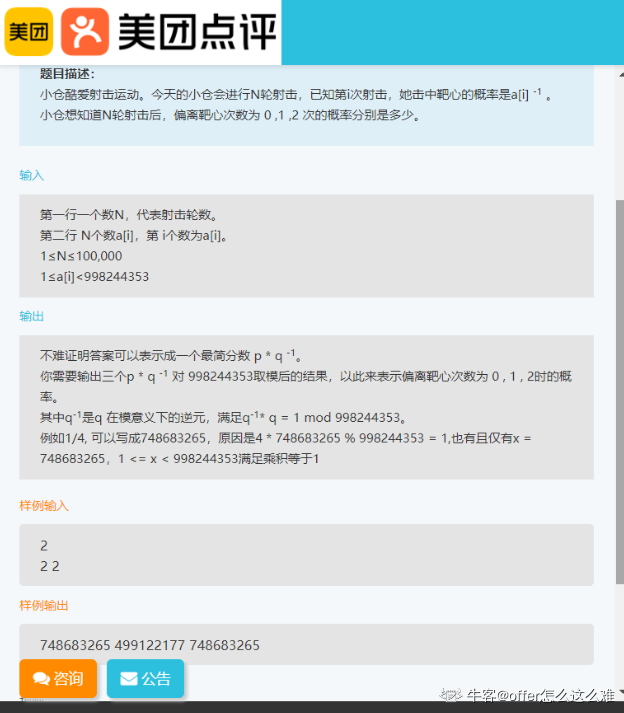 美团 美团点评
题目描述：
小仓酷爱射击运动。今天的小仓会进行N轮射击，已知第i次射击，她击中靶心的概率是a[i] -1 。
小仓想知道N轮射击后，偏离靶心次数为 0 ,1 ,2 次的概率分别是多少。
输入
第一行一个数N，代表射击轮数。
第二行 N个数a[i]，第 i个数为a[i]。
1≤N≤100,000
1≤a[i]<998244353
输出
不难证明答案可以表示成一个最简分数 p * q -1。
你需要输出三个p * q -1 对 998244353取模后的结果，以此来表示偏离靶心次数为 0 , 1 , 2时的概
率。
其中q-1是q 在模意义下的逆元，满足q-1* q = 1 mod 998244353。
例如1/4, 可以写成748683265，原因是4 * 748683265 % 998244353 = 1,也有且仅有x =
748683265，1 <= x < 998244353满足乘积等于1
样例输入
2
2 2
样例输出
748683265 499122177 748683265
咨询 公告
牛客@offer怎么这么难